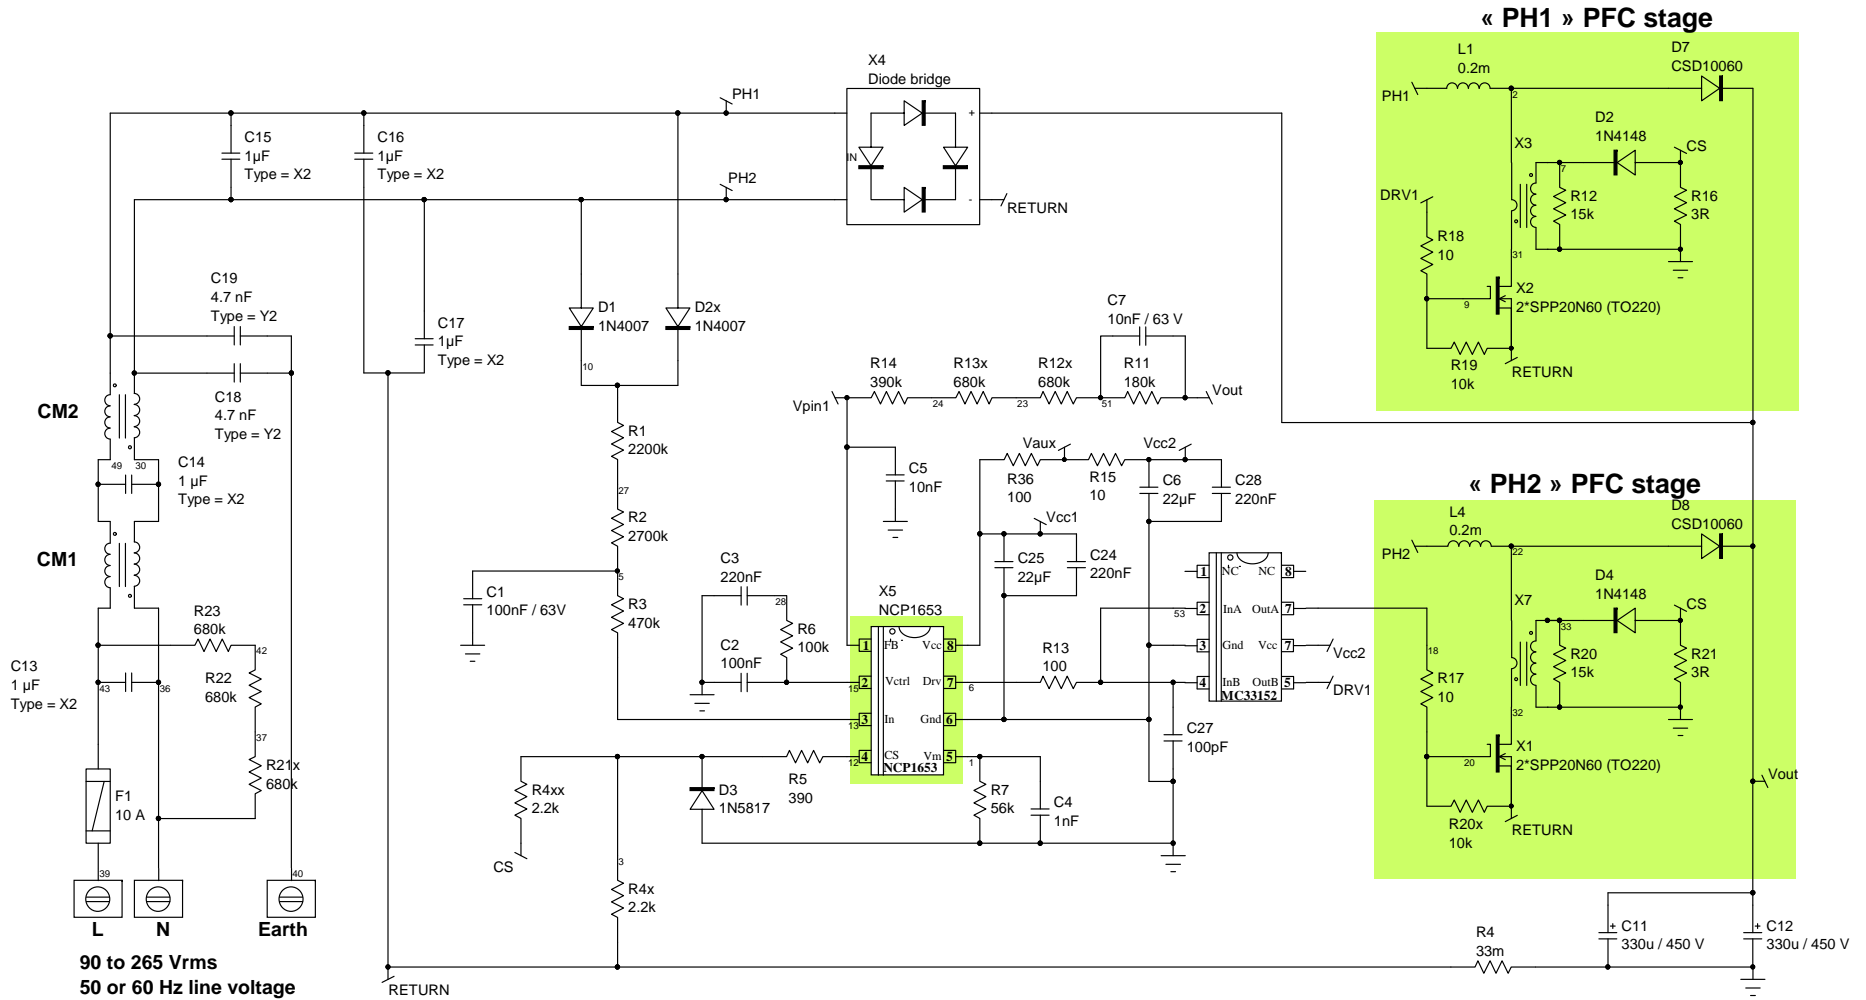 « PH1 » PFC stage
X4
Diode bridge
IN
+
-
RETURN
PH1
PH2
C15
1µF
Type = X2
C16
1µF
Type = X2
C17
1µF
Type = X2
C19
4.7 nF
Type = Y2
C18
4.7 nF
Type = Y2
CM2
49
30
C14
1 µF
Type = X2
CM1
R23
680k
42
R22
680k
37
R21x
680k
C13
1 µF
Type = X2
43
36
F1
10 A
39
40
L
N
Earth
90 to 265 Vrms
50 or 60 Hz line voltage
D1
1N4007
D2x
1N4007
10
R1
2200k
27
R2
2700k
5
R3
470k
C1
100nF / 63V
C3
220nF
28
R6
100k
C2
100nF
15
13
12
Vpin1
R14
390k
24
R13x
680k
23
R12x
680k
51
C7
10nF / 63 V
R11
180k
Vout
C5
10nF
Vaux
R36
100
R15
10
Vcc2
C6
22µF
C28
220nF
Vcc1
C25
22µF
C24
220nF
X5
NCP1653
1
FB
Vcc
8
2
Vctrl
Drv
7
3
In
Gnd
6
4
CS
Vm
5
NCP1653
6
1
R13
100
53
1
NC
NC
8
2
InA
OutA
7
3
Gnd
Vcc
7
4
InB
OutB
5
MC33152
Vcc2
DRV1
C27
100pF
R4xx
2.2k
CS
D3
1N5817
R5
390
R7
56k
C4
1nF
3
R4x
2.2k
RETURN
R4
33m
C11
+
330u / 450 V
C12
+
330u / 450 V
L1
0.2m
PH1
2
D7
CSD10060
D2
1N4148
X3
7
CS
R12
15k
R16
3R
DRV1
R18
10
31
9
X2
2*SPP20N60 (TO220)
R19
10k
RETURN
« PH2 » PFC stage
L4
0.2m
PH2
22
D8
CSD10060
D4
1N4148
X7
33
CS
R20
15k
R21
3R
18
R17
10
32
20
X1
2*SPP20N60 (TO220)
R20x
10k
RETURN
Vout